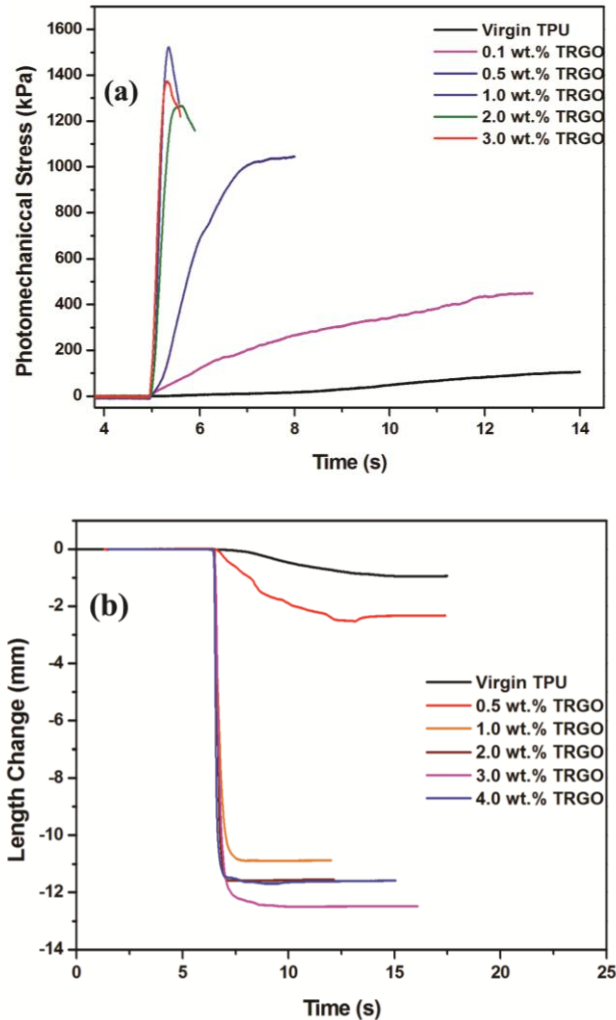 1600
1400
1200
1000
800
600
400
200
0
Photomechaniccal Stress (kPa)
(a)
Virgin TPU
0.1 wt.% TRGO
0.5 wt.% TRGO
1.0 wt.% TRGO
2.0 wt.% TRGO
3.0 wt.% TRGO
4 6 8 10 12 14
Time (s)
0
-2
-4
-6
-8
-10
-12
-14
Length Change (mm)
(b)
Virgin TPU
0.5 wt.% TRGO
1.0 wt.% TRGO
2.0 wt.% TRGO
3.0 wt.% TRGO
4.0 wt.% TRGO
0 5 10 15 20 25
Time (s)